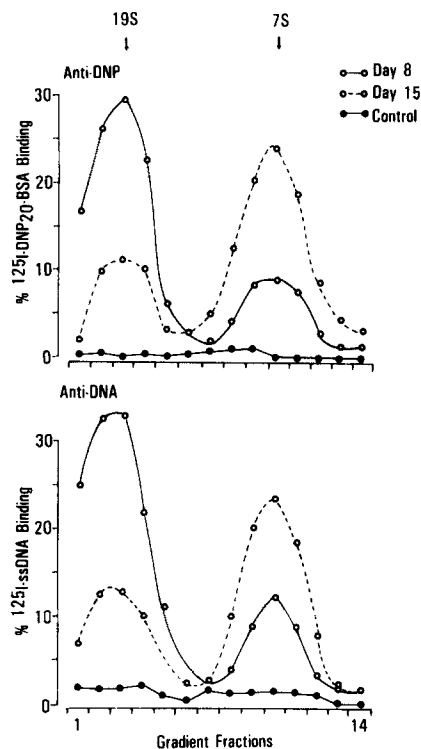 19S 7S
Anti-DNP
Day 8
Day 15
Control
30
20
10
0
% 125I-DNP20-BSA Binding
Anti-DNA
30
20
10
0
% 125I-ssDNA Binding
1 14
Gradient Fractions